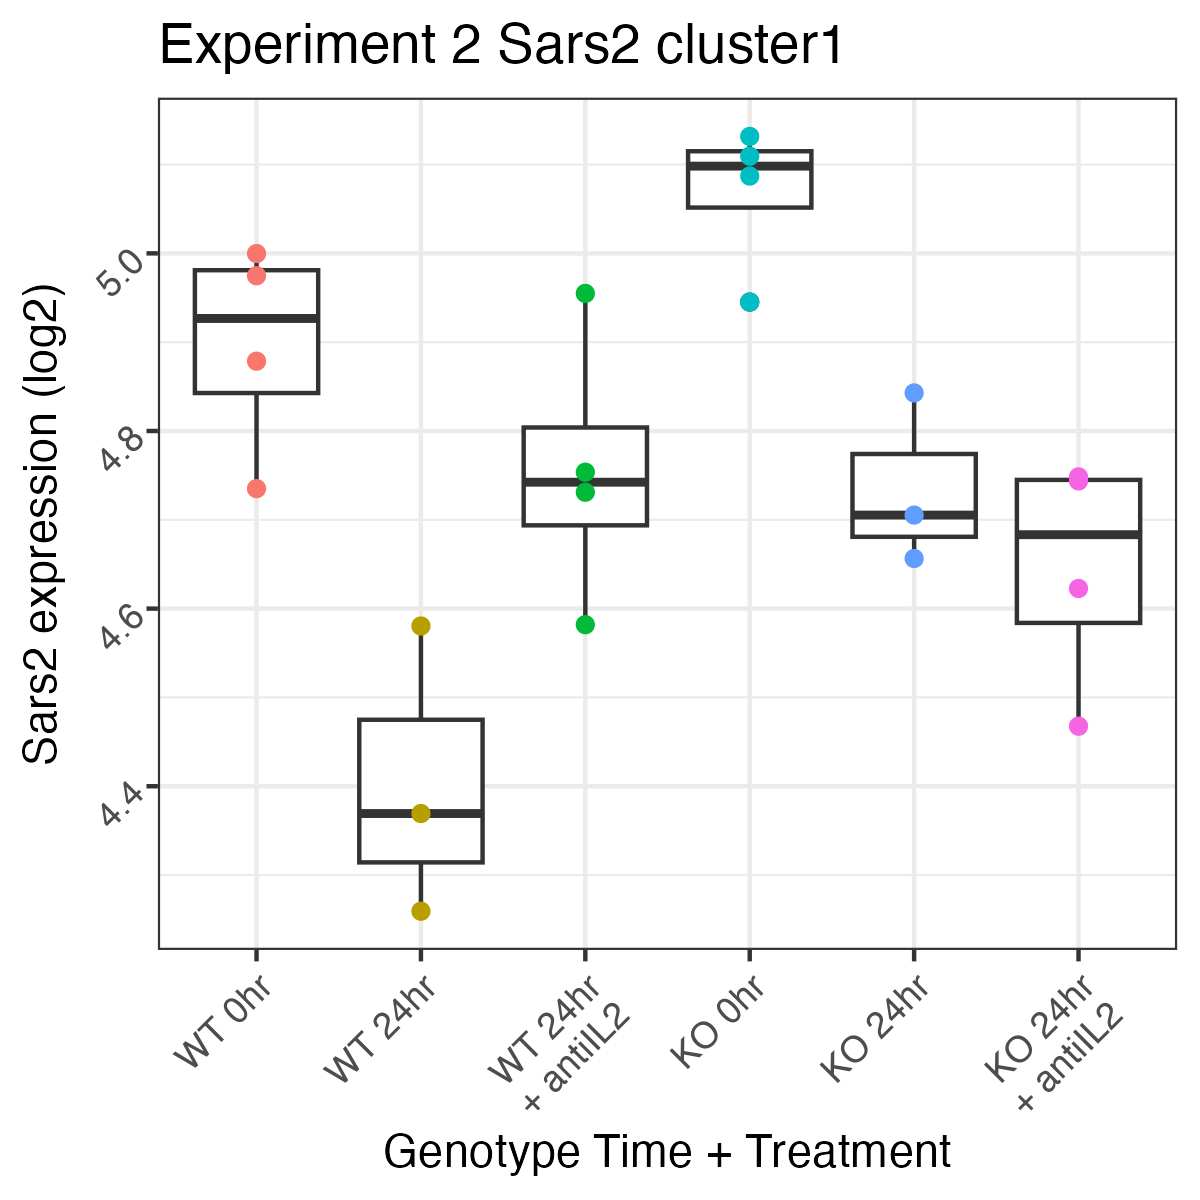 Experiment 2 Sars2 cluster1
Sars2 expression (log2)
5.0
4.8
4.6
4.4
WT 0hr
WT 24hr
WT 24hr
+ antiIL2
KO 0hr
KO 24hr
KO 24hr
+ antiIL2
Genotype Time + Treatment